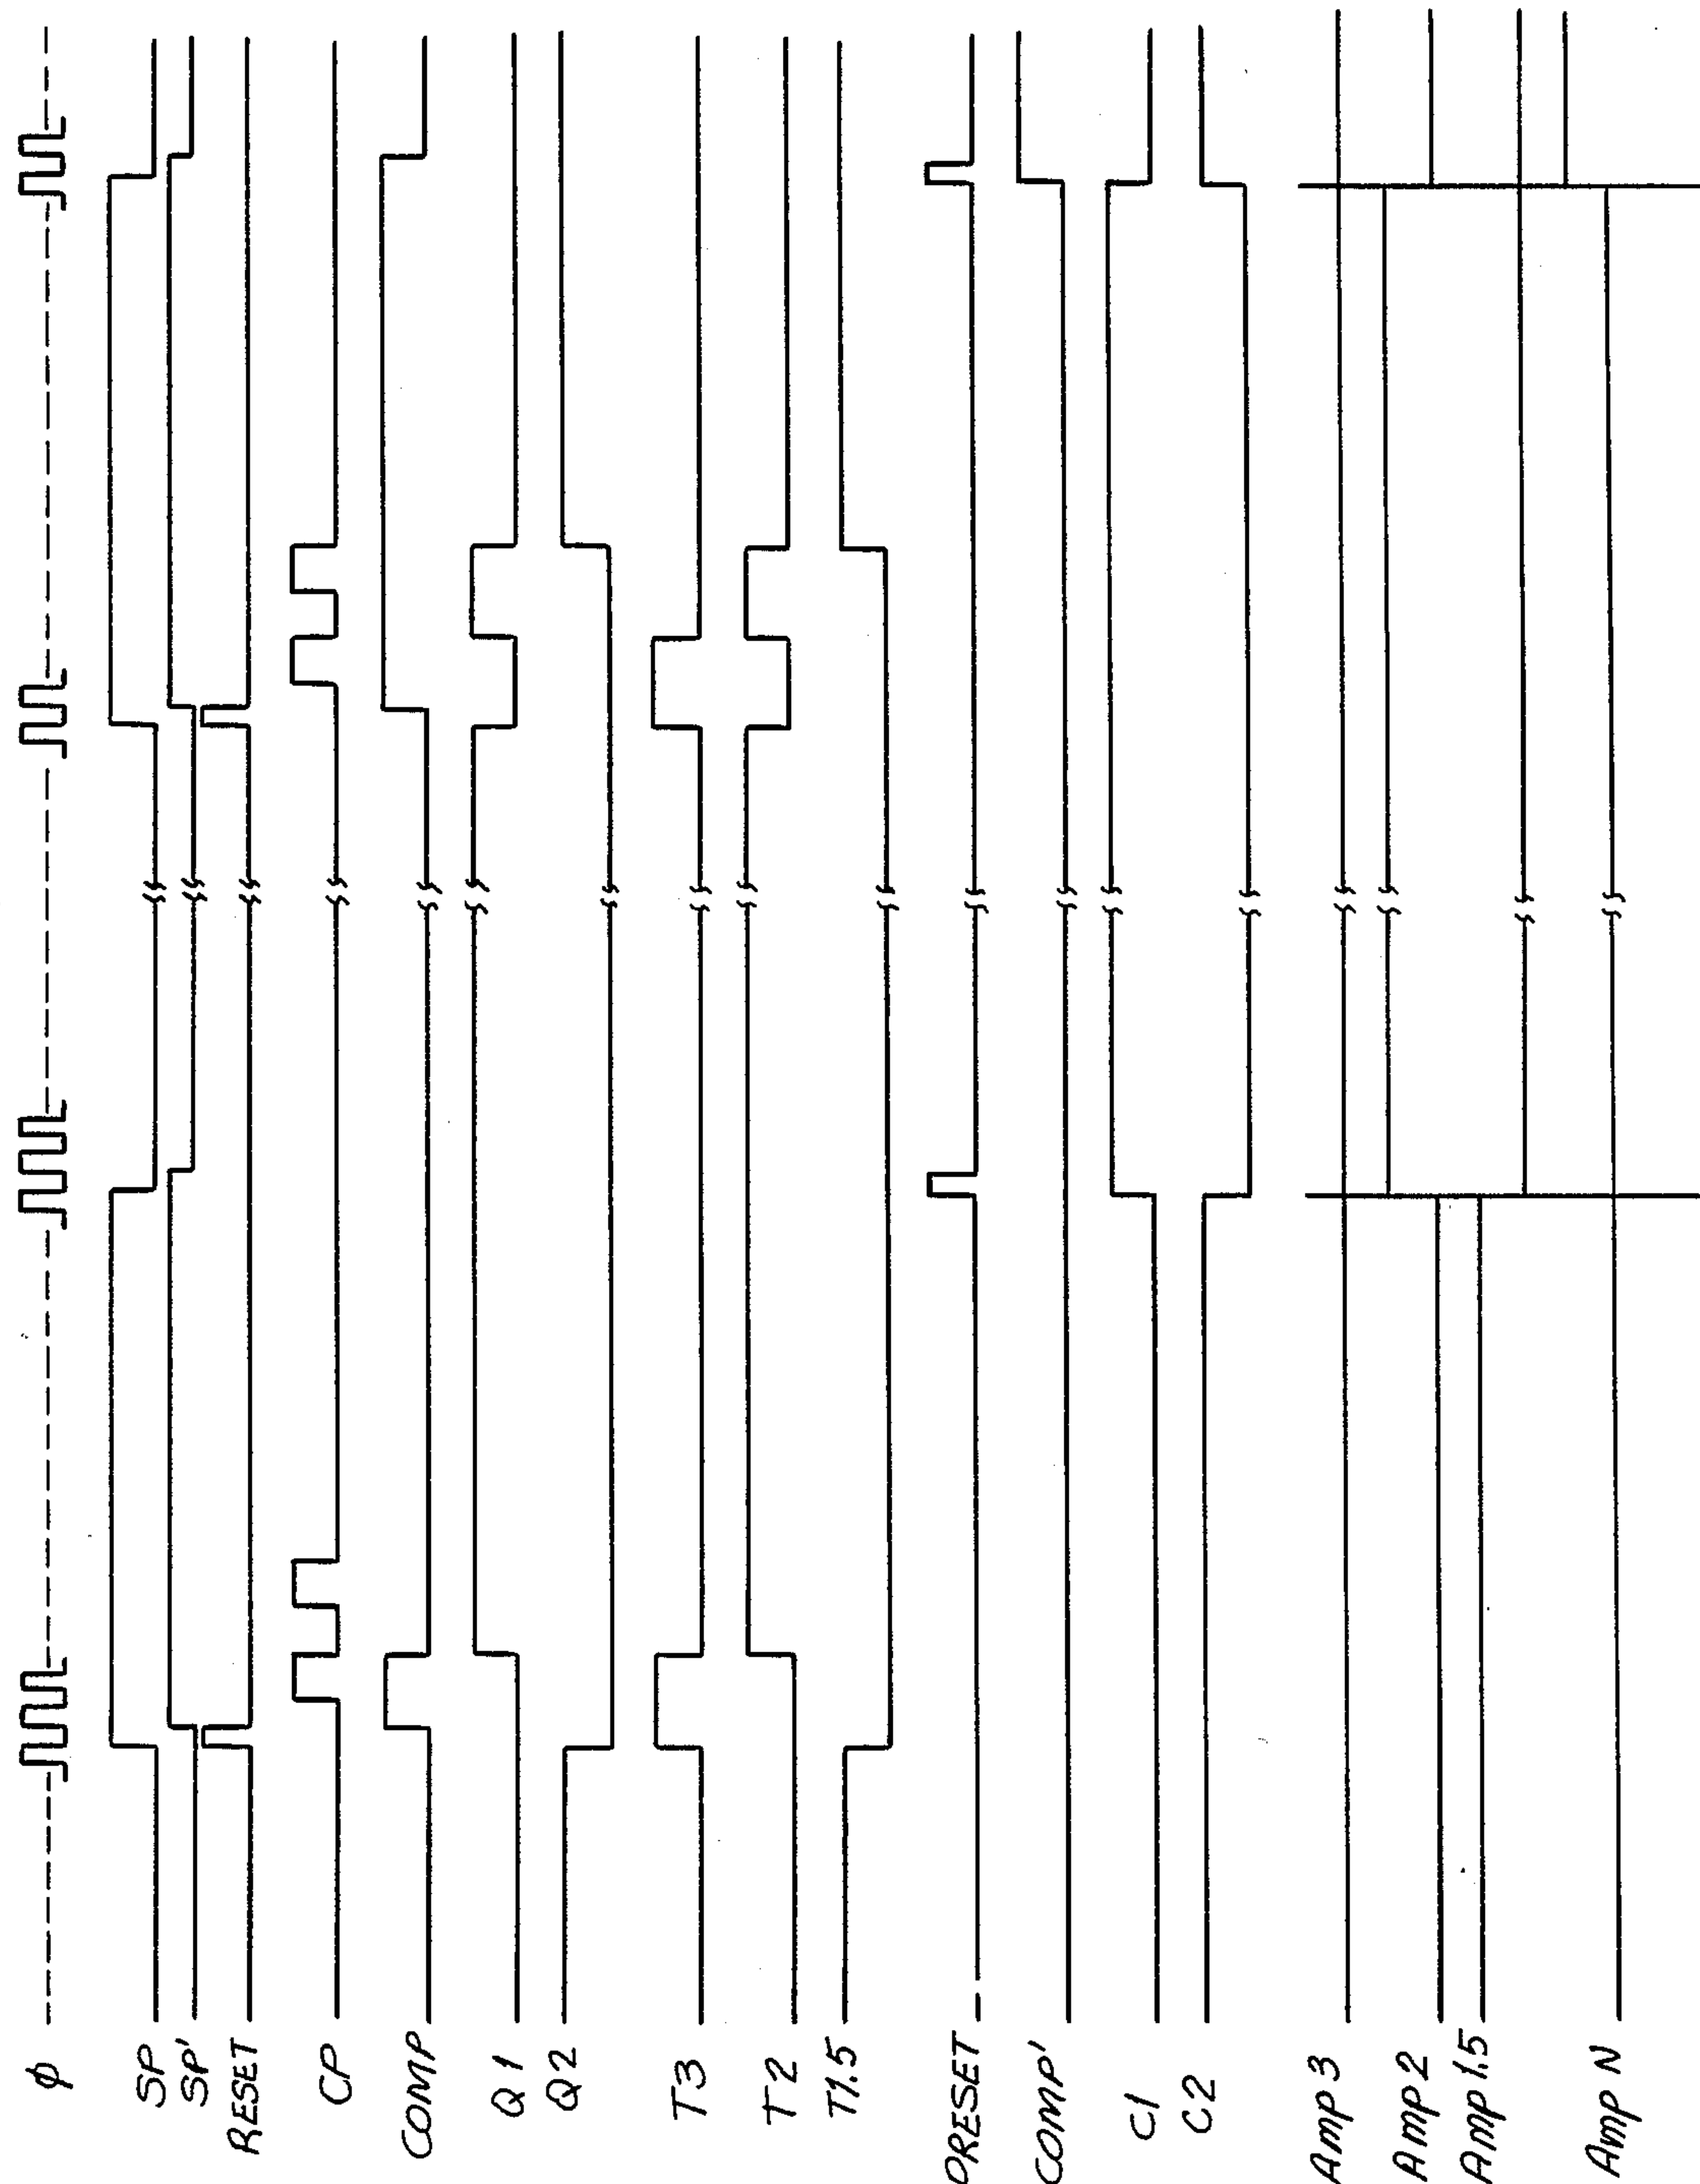 φ
SP
SP'
RESET
CP
COMP
Q1
Q2
T3
T2
T1.5
PRESET
COMP'
C1
C2
Amp 3
Amp 2
Amp 1.5
Amp N